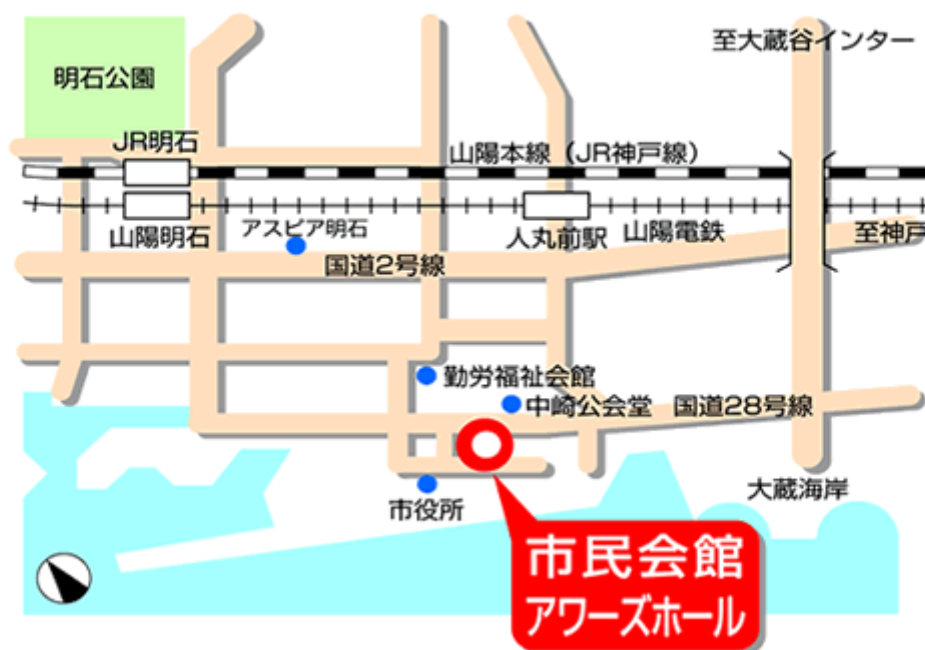 至大蔵谷インター
明石公園
JR明石
山陽本線（JR神戸線）
山陽明石
アスピア明石
人丸前駅
山陽電鉄
至神戸
国道2号線
勤労福祉会館
中崎公会堂
国道28号線
市役所
大蔵海岸
市民会館
アワーズホール